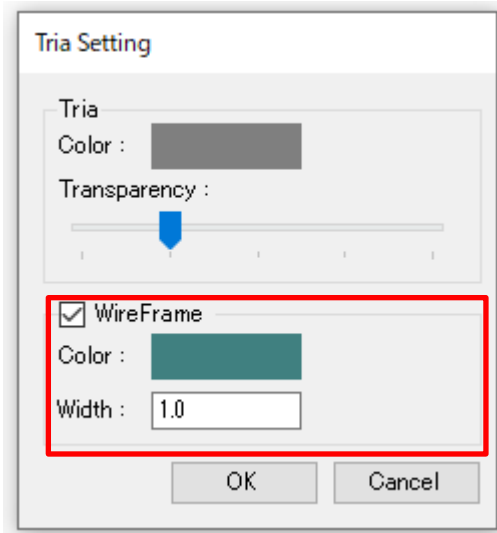 Tria Setting
Tria
Color :
Transparency :
WireFrame
Color :
Width : 1.0
OK Cancel